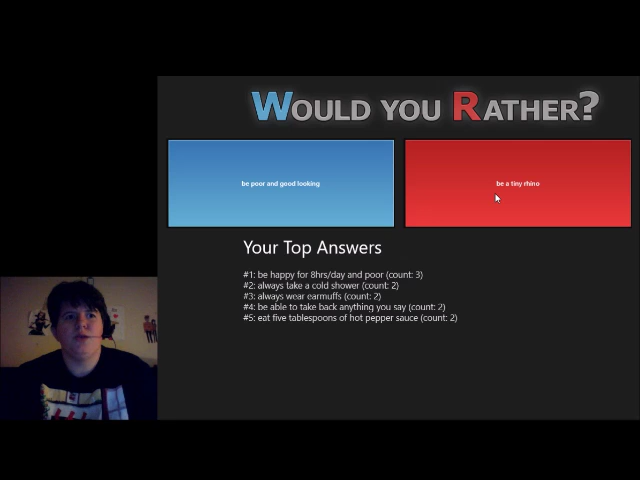 WOULD YOU RATHER?
be poor and good looking
be a tiny rhino
Your Top Answers
#1: be happy for 8hrs/day and poor (count: 3)
#2: always take a cold shower (count: 2)
#3: always wear earmuffs (count: 2)
#4: be able to take back anything you say (count: 2)
#5: eat five tablespoons of hot pepper sauce (count: 2)